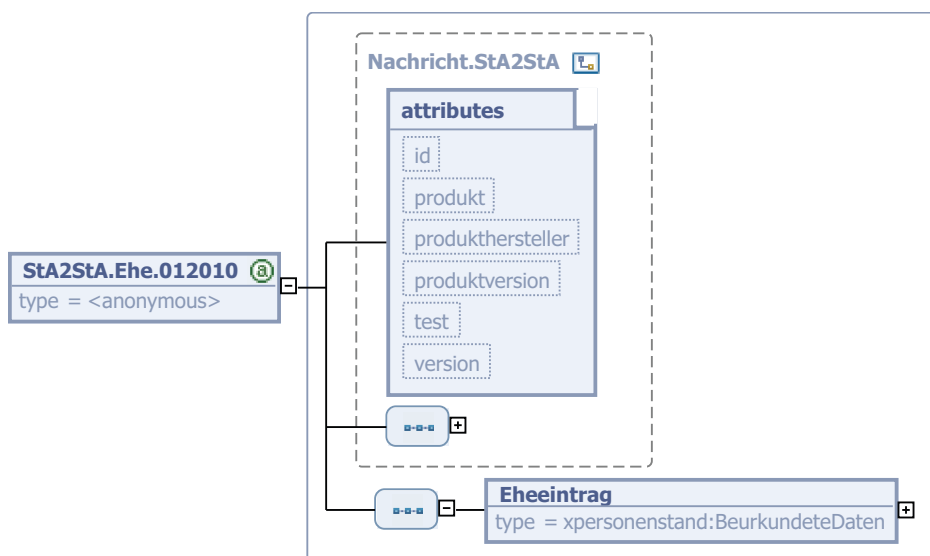 Nachricht.StA2StA
attributes
id
produkt
produkthersteller
produktversion
test
version
StA2StA.Ehe.012010 @
type = <anonymous>
Eheeintrag
type = xpersonenstand:BeurkundeteDaten